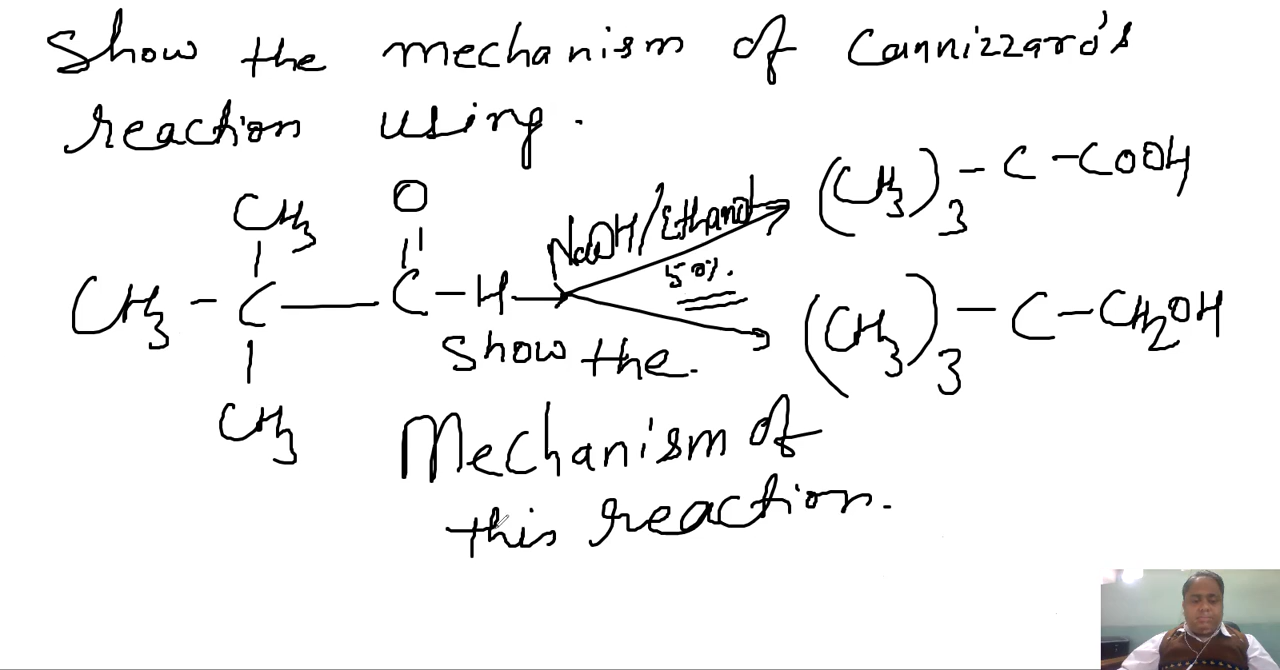 Show the mechanism of Cannizzaro's
reaction using.
CH3 O
CH3 - C — C - H → NaOH/Ethanol 50%. (CH3)3 - C - COOH
CH3
(CH3)3 - C - CH2OH
Show the.
Mechanism of
this reaction.